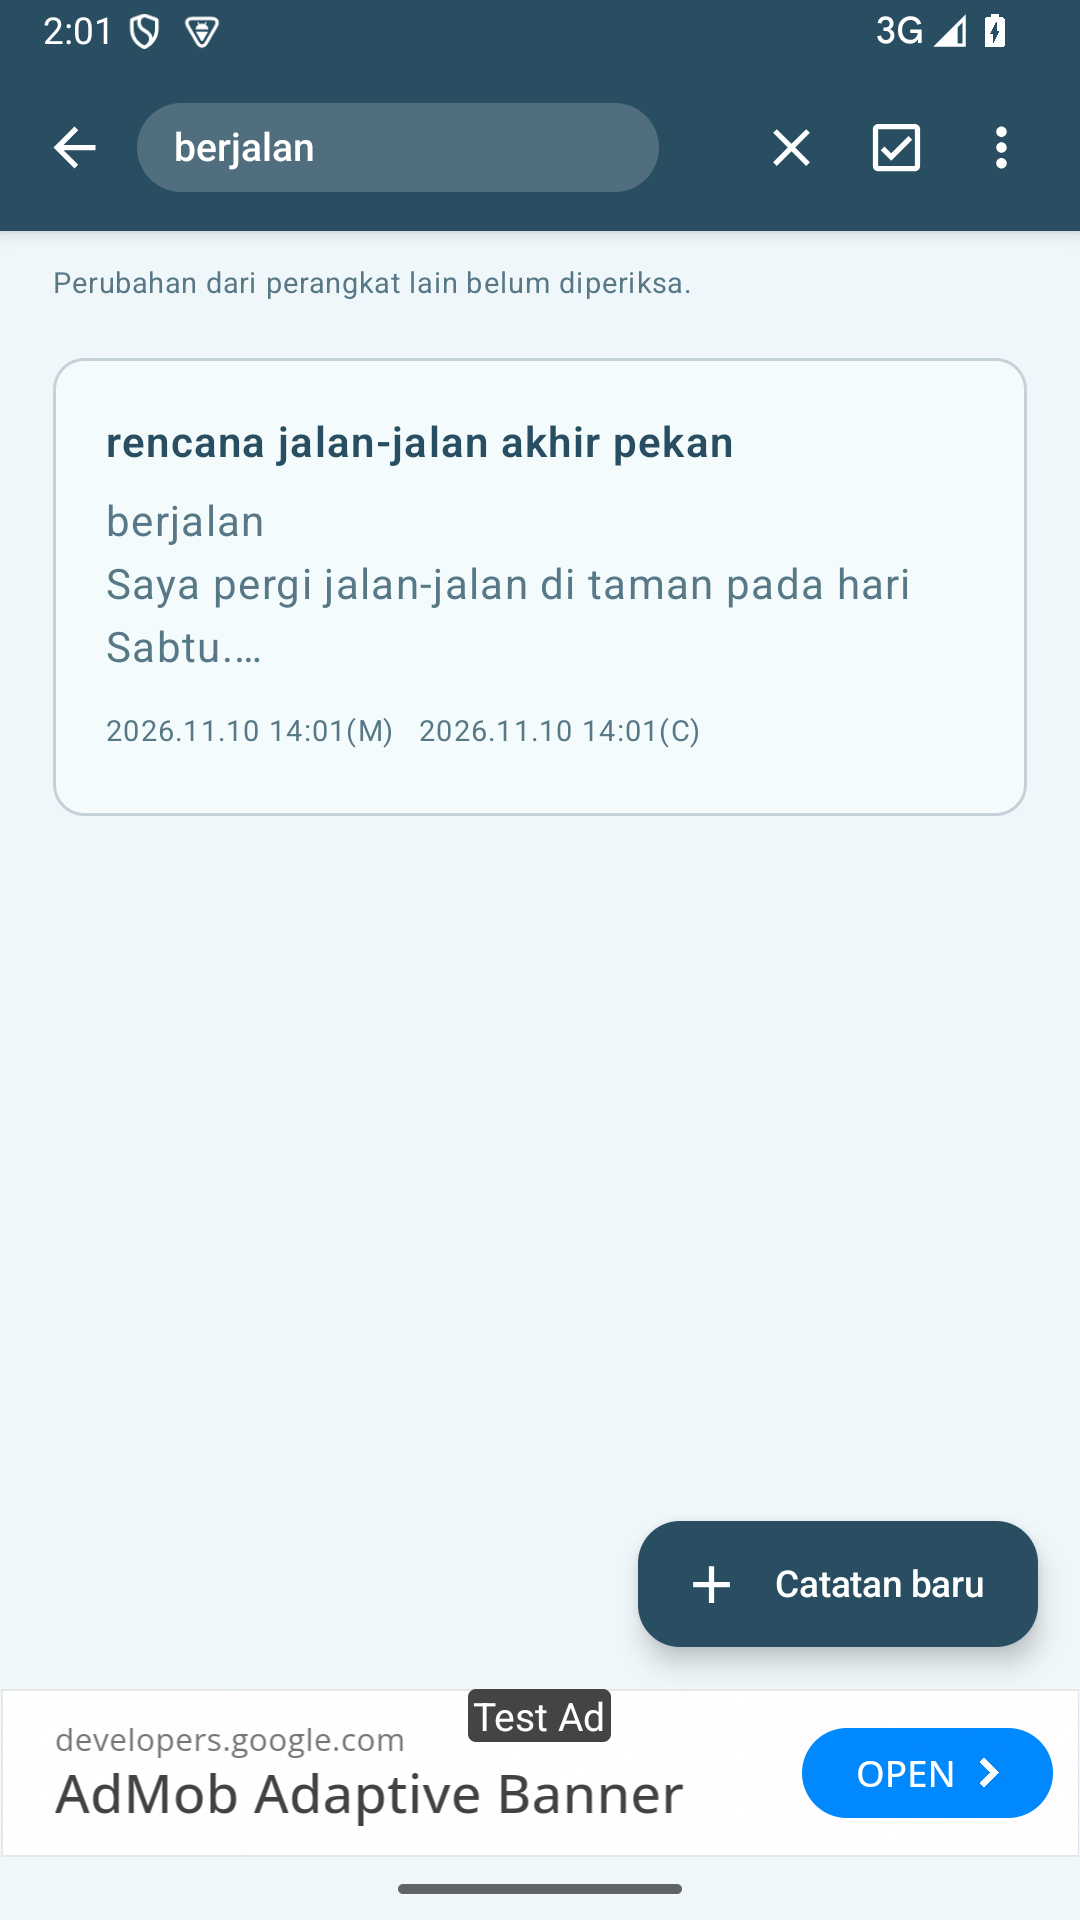 2:01
3G
berjalan
Perubahan dari perangkat lain belum diperiksa.
rencana jalan-jalan akhir pekan
berjalan
Saya pergi jalan-jalan di taman pada hari
Sabtu.…
2026.11.10 14:01(M) 2026.11.10 14:01(C)
Catatan baru
Test Ad
developers.google.com
AdMob Adaptive Banner
OPEN